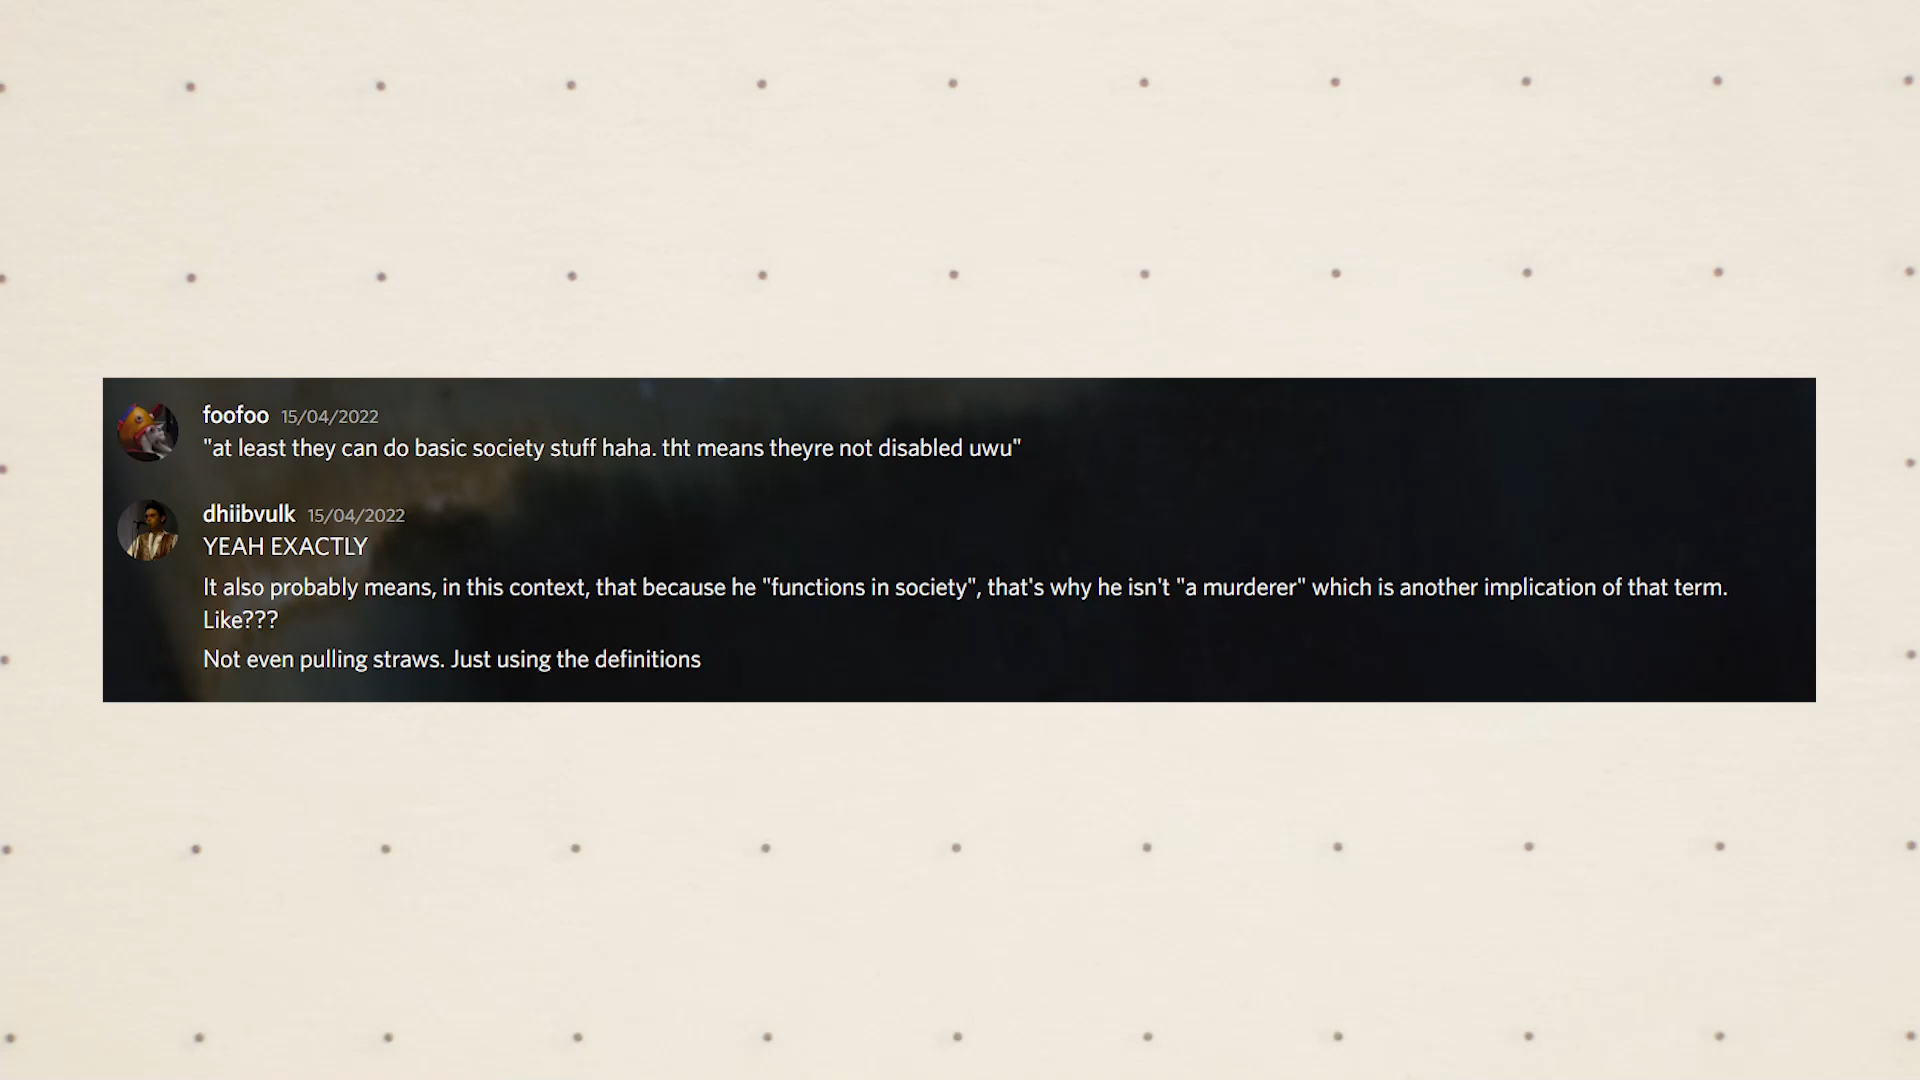 foofoo 15/04/2022
"at least they can do basic society stuff haha. tht means theyre not disabled uwu"
dhiibvulk 15/04/2022
YEAH EXACTLY
It also probably means, in this context, that because he "functions in society", that's why he isn't "a murderer" which is another implication of that term.
Like???
Not even pulling straws. Just using the definitions